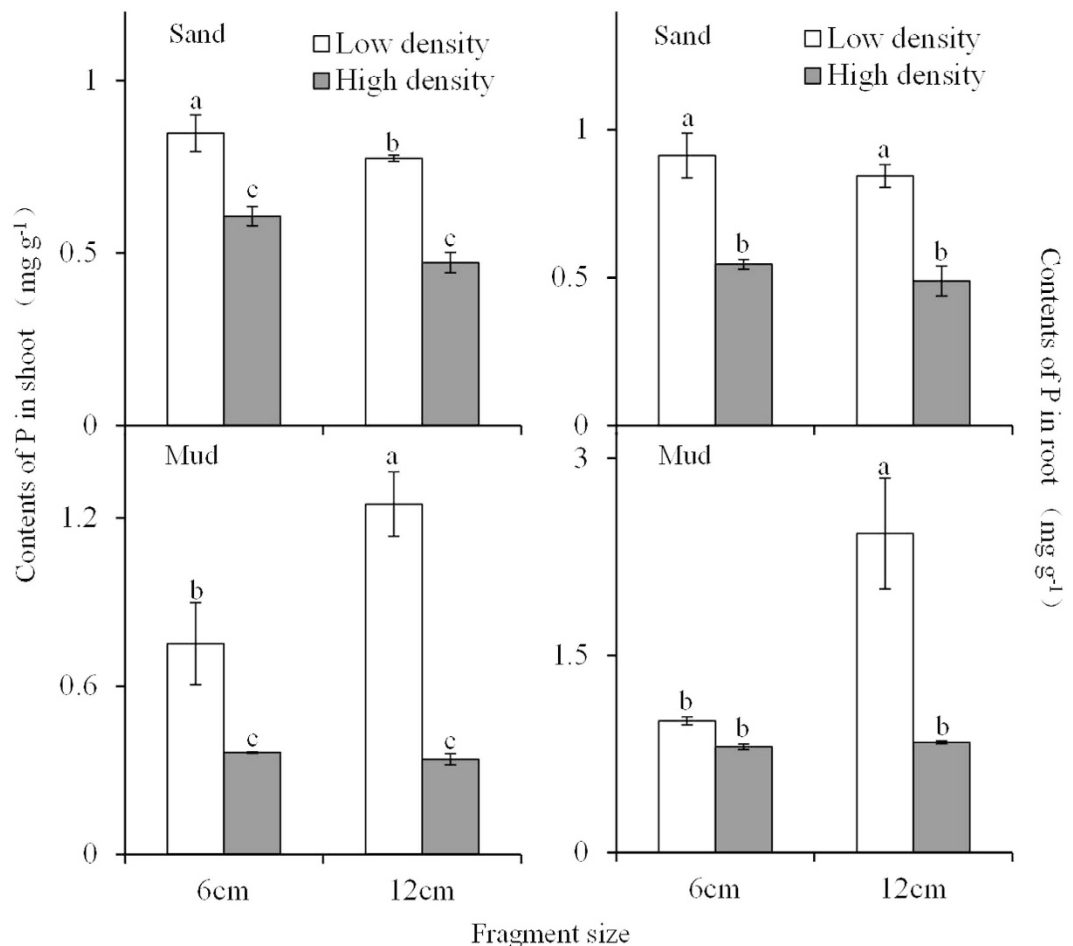 Sand
Low density
High density
1
a
b
c
c
0.5
0
Contents of P in shoot (mg g-1)
Sand
Low density
High density
1
a
a
b
b
0.5
0
Contents of P in root (mg g-1)
Mud
a
1.2
b
0.6
c
c
0
6cm
12cm
Mud
3
a
1.5
b
b
b
0
6cm
12cm
Fragment size